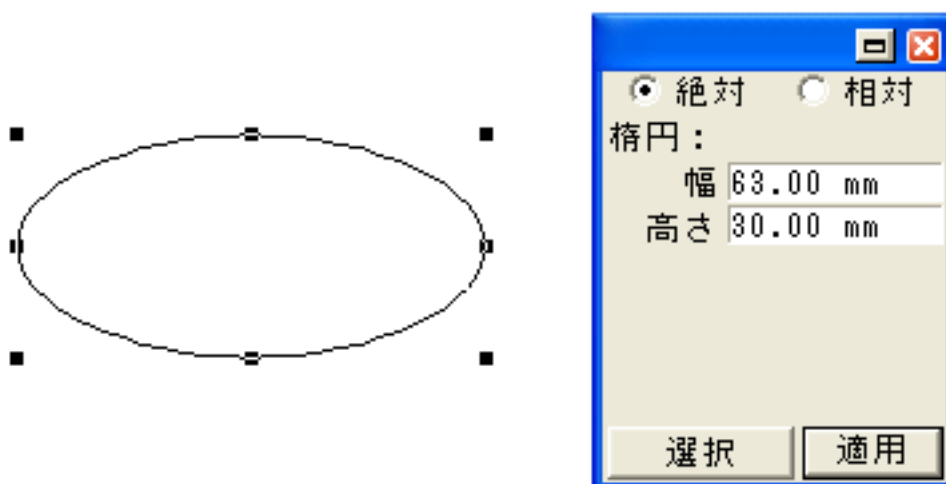 絶対 相対
楕円：
幅 63.00 mm
高さ 30.00 mm
選択 適用